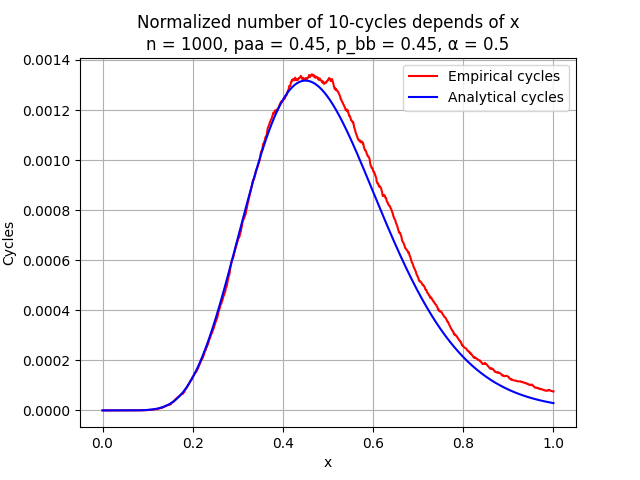 Normalized number of 10-cycles depends of x
n = 1000, paa = 0.45, p_bb = 0.45, α = 0.5
Empirical cycles
Analytical cycles
0.0014
0.0012
0.0010
0.0008
0.0006
0.0004
0.0002
0.0000
Cycles
0.0 0.2 0.4 0.6 0.8 1.0
x